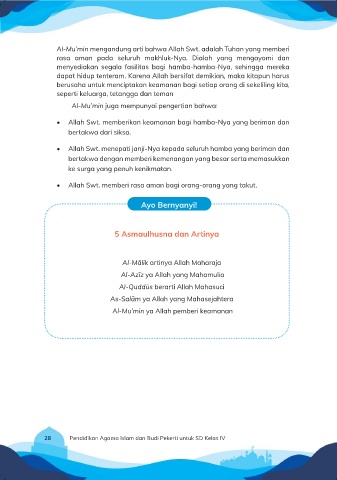 Al-Mu'min mengandung arti bahwa Allah Swt. adalah Tuhan yang memberi
rasa aman pada seluruh makhluk-Nya. Dialah yang mengayomi dan
menyediakan segala fasilitas bagi hamba-hamba-Nya, sehingga mereka
dapat hidup tenteram. Karena Allah bersifat demikian, maka kitapun harus
berusaha untuk menciptakan keamanan bagi setiap orang di sekeliling kita,
seperti keluarga, tetangga dan teman
Al-Mu'min juga mempunyai pengertian bahwa:
• Allah Swt. memberikan keamanan bagi hamba-Nya yang beriman dan
bertakwa dari siksa.
• Allah Swt. menepati janji-Nya kepada seluruh hamba yang beriman dan
bertakwa dengan memberi kemenangan yang besar serta memasukkan
ke surga yang penuh kenikmatan.
• Allah Swt. memberi rasa aman bagi orang-orang yang takut.
Ayo Bernyanyi!
5 Asmaulhusna dan Artinya
Al-Mālik artinya Allah Maharaja
Al-Azīz ya Allah yang Mahamulia
Al-Quddūs berarti Allah Mahasuci
As-Salām ya Allah yang Mahasejahtera
Al-Mu'min ya Allah pemberi keamanan
28 Pendidikan Agama Islam dan Budi Pekerti untuk SD Kelas IV